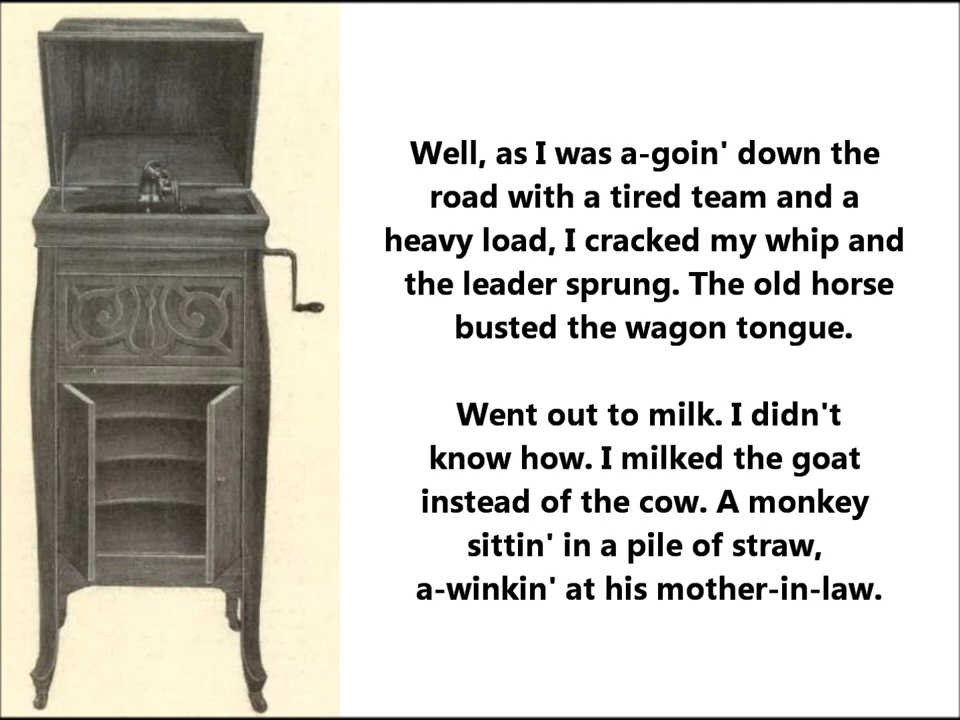 Well, as I was a-goin' down the
road with a tired team and a
heavy load, I cracked my whip and
the leader sprung. The old horse
busted the wagon tongue.
Went out to milk. I didn't
know how. I milked the goat
instead of the cow. A monkey
sittin' in a pile of straw,
a-winkin' at his mother-in-law.